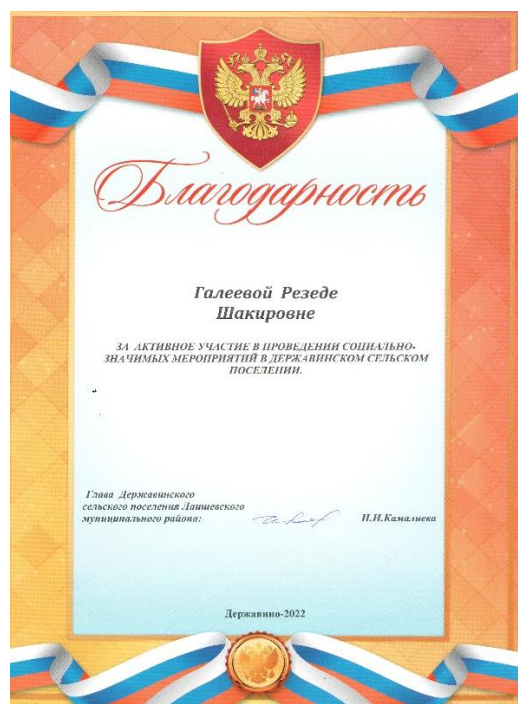 Благодарность
Галеевой Резеде
Шакировне
ЗА АКТИВНОЕ УЧАСТИЕ В ПРОВЕДЕНИИ СОЦИАЛЬНО-
ЗНАЧИМЫХ МЕРОПРИЯТИЙ В ДЕРЖАВИНСКОМ СЕЛЬСКОМ
ПОСЕЛЕНИИ.
Глава Державинского
сельского поселения Лаишевского
муниципального района:
И.И.Камалиева
Державино-2022